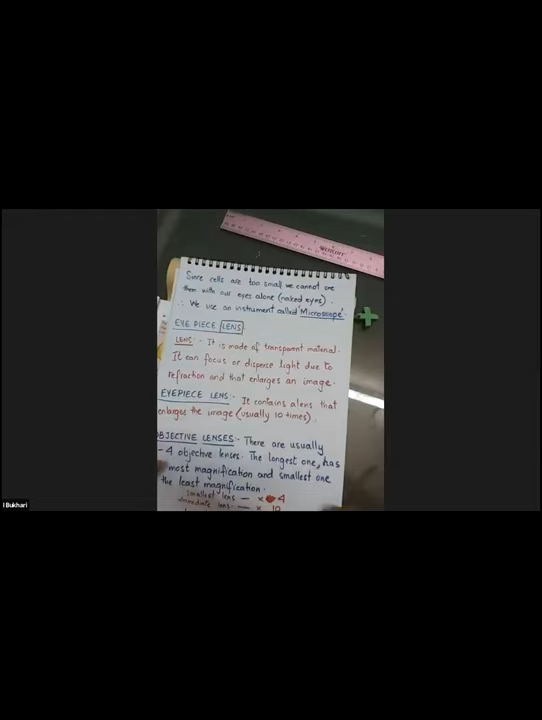 Since cells are too small we cannot see
them with our eyes alone (naked eyes).
∴ We use an instrument called 'Microscope'.
EYE PIECE LENS
LENS :- It is made of transparent material.
It can focus or disperse light due to
refraction and that enlarges an image.
EYEPIECE LENS:- It contains a lens that
enlarges the image (usually 10 times).
OBJECTIVE LENSES:- There are usually
- 4 objective lenses. The longest one, has
most magnification and smallest one
the least magnification.
Smallest lens — x 4
lens — x 10
I Bukhari